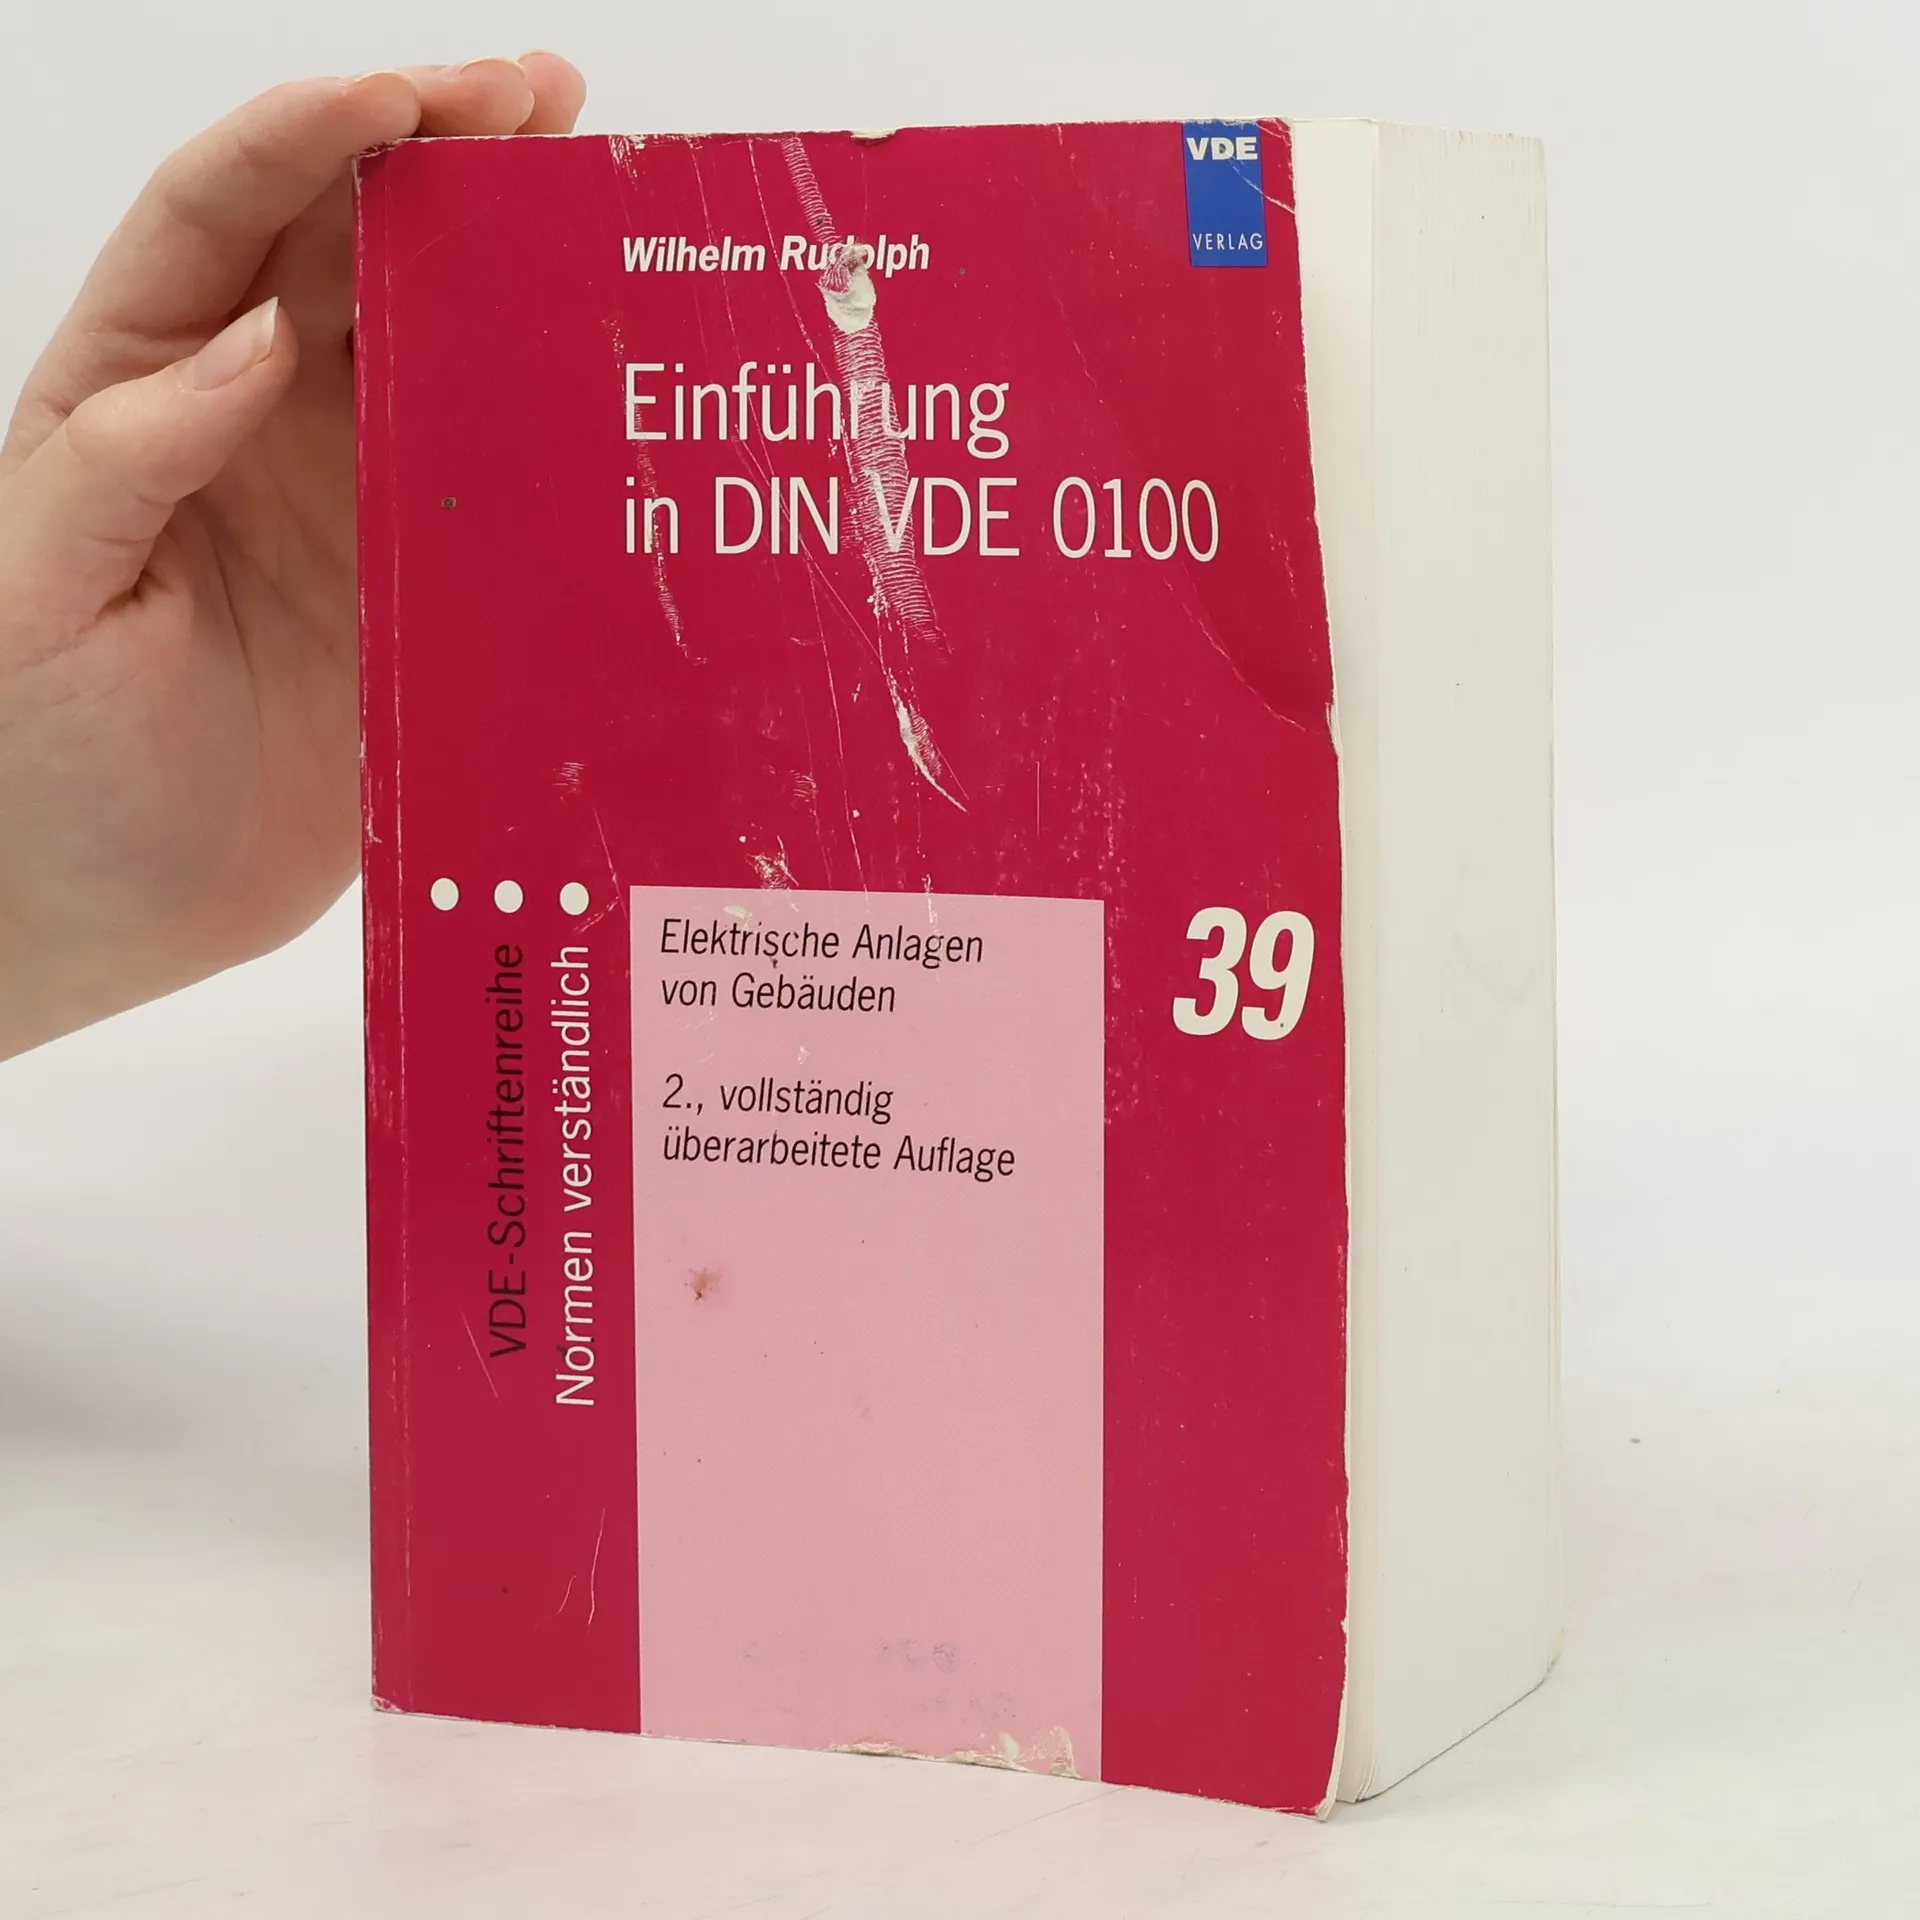 VDE
VERLAG
Wilhelm Rudolph
Einführung
in DIN VDE 0100
39
Elektrische Anlagen
von Gebäuden
2., vollständig
überarbeitete Auflage
VDE-Schriftenreihe
Normen verständlich